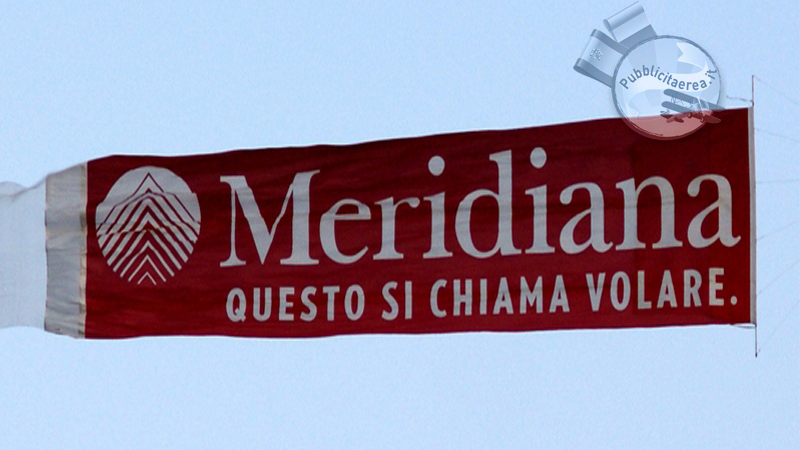 Pubblicitaerea.it
Meridiana
QUESTO SI CHIAMA VOLARE.